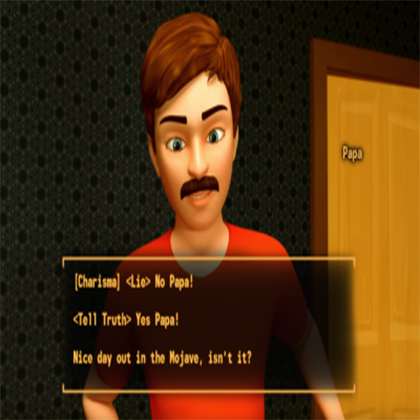 Papa
[Charisma] <Lie> No Papa!
<Tell Truth> Yes Papa!
Nice day out in the Mojave, isn't it?